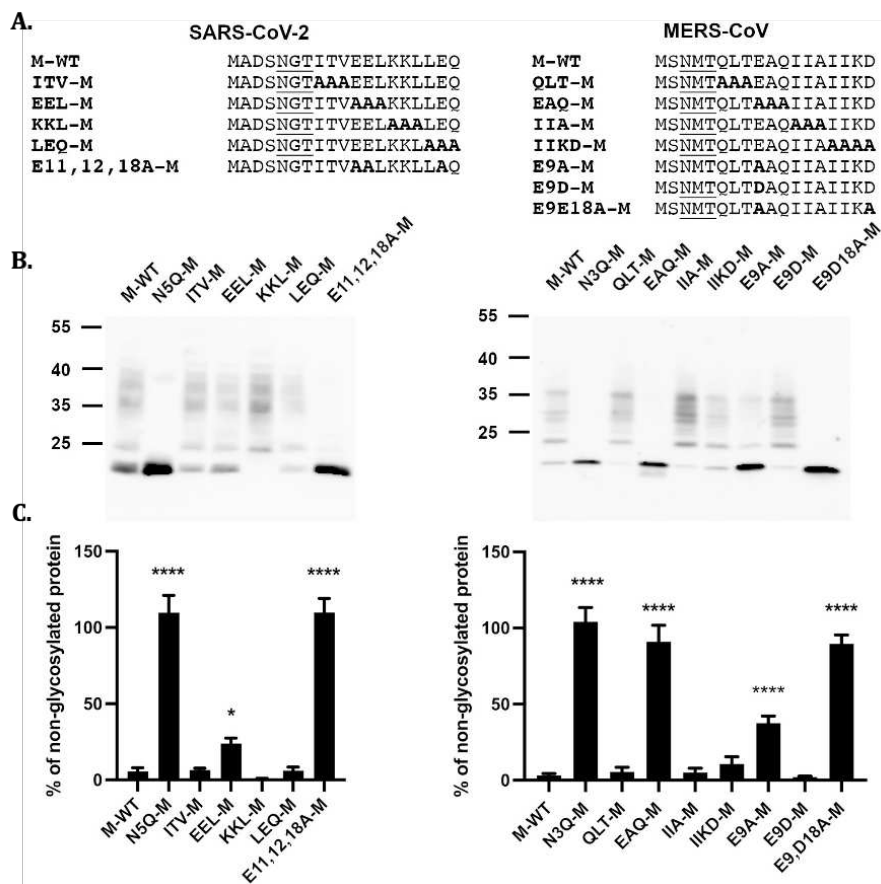 A.
SARS-CoV-2
M-WT MADSNGTITVEELKKLLEQ
ITV-M MADSNGTAAAEELKKLLEQ
EEL-M MADSNGTITVAAAKKLLEQ
KKL-M MADSNGTITVEELAAALEQ
LEQ-M MADSNGTITVEELKKLAAA
E11,12,18A-M MADSNGTITVAALKKLLAQ
MERS-CoV
M-WT MSNMTQLTEAQIIAIIKD
QLT-M MSNMTAAAEAQIIAIIKD
EAQ-M MSNMTQLTAAAIIAIIKD
IIA-M MSNMTQLTEAQAAAIIKD
IIKD-M MSNMTQLTEAQIIAAAAA
E9A-M MSNMTQLTAAQIIAIIKD
E9D-M MSNMTQLTDAQIIAIIKD
E9E18A-M MSNMTQLTAAQIIAIIKA
B.
M-WT N5Q-M ITV-M EEL-M KKL-M LEQ-M E11,12,18A-M
55
40
35
25
M-WT N3Q-M QLT-M EAQ-M IIA-M IIKD-M E9A-M E9D-M E9D18A-M
55
40
35
25
C.
% of non-glycosylated protein
150
100
50
0
**** * ****
M-WT N5Q-M ITV-M EEL-M KKL-M LEQ-M E11,12,18A-M
% of non-glycosylated protein
150
100
50
0
**** **** **** ****
M-WT N3Q-M QLT-M EAQ-M IIA-M IIKD-M E9A-M E9D-M E9,D18A-M